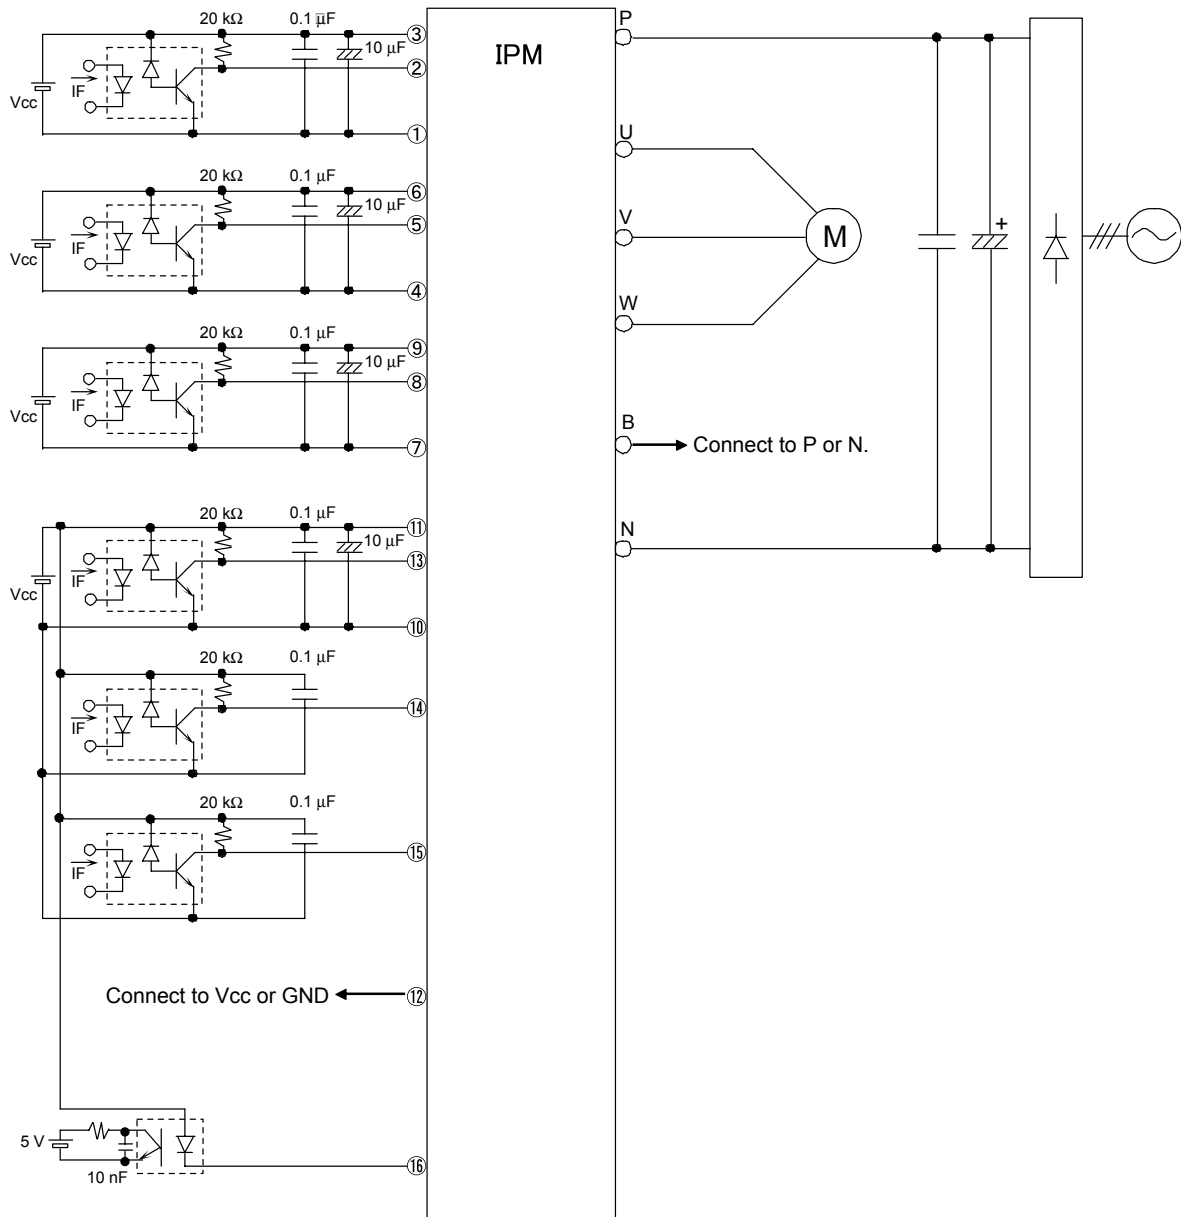 20 kΩ 0.1 μF
③ 10 μF
②
IF
Vcc
①
20 kΩ 0.1 μF
⑥ 10 μF
⑤
IF
Vcc
④
20 kΩ 0.1 μF
⑨ 10 μF
⑧
IF
Vcc
⑦
20 kΩ 0.1 μF
⑪ 10 μF
⑬
IF
Vcc
⑩
20 kΩ 0.1 μF
IF
⑭
20 kΩ 0.1 μF
IF
⑮
Connect to Vcc or GND ⑫
5 V
10 nF
⑯
IPM
P
U
V
M
W
B
Connect to P or N.
N
+